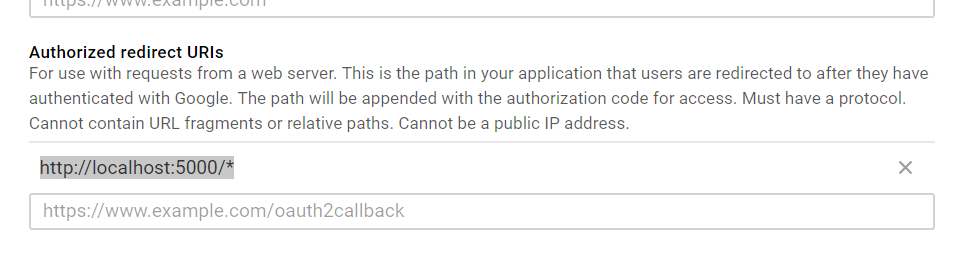 https://www.example.com
Authorized redirect URIs
For use with requests from a web server. This is the path in your application that users are redirected to after they have
authenticated with Google. The path will be appended with the authorization code for access. Must have a protocol.
Cannot contain URL fragments or relative paths. Cannot be a public IP address.
http://localhost:5000/*
https://www.example.com/oauth2callback